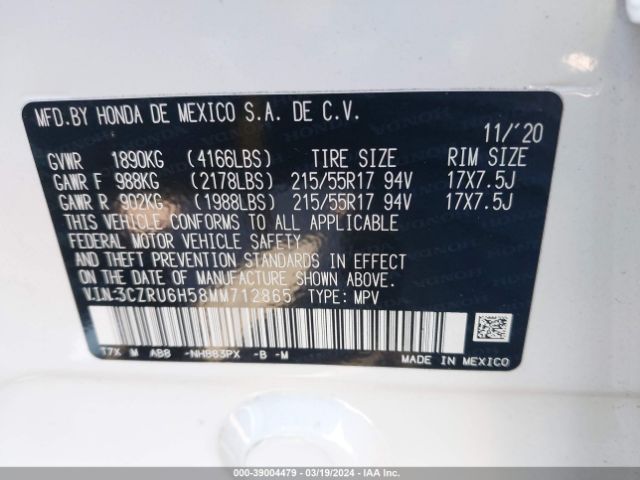 MFD.BY HONDA DE MEXICO S.A. DE C.V.
11/'20
GVWR 1890KG (4166LBS) TIRE SIZE RIM SIZE
GAWR F 988KG (2178LBS) 215/55R17 94V 17X7.5J
GAWR R 902KG (1988LBS) 215/55R17 94V 17X7.5J
THIS VEHICLE CONFORMS TO ALL APPLICABLE
FEDERAL MOTOR VEHICLE SAFETY
AND THEFT PREVENTION STANDARDS IN EFFECT
ON THE DATE OF MANUFACTURE SHOWN ABOVE.
V.I.N:3CZRU6H58MM712865 TYPE: MPV
T7X M AB8 -NH883PX -B -M
MADE IN MEXICO
000-39004479 — 03/19/2024 — IAA Inc.